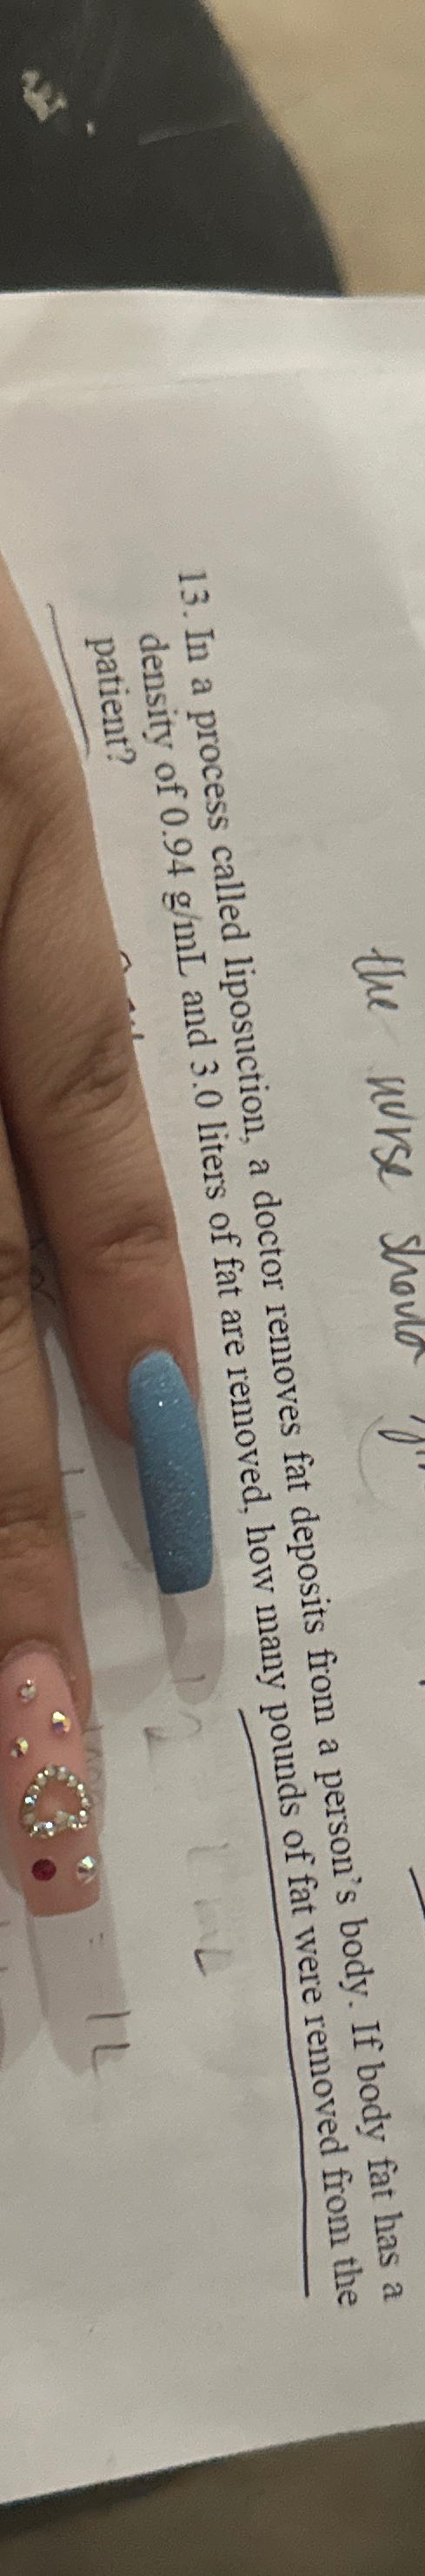 the nurse should
13. In a process called liposuction, a doctor removes fat deposits from a person's body. If body fat has a
density of 0.94 g/mL and 3.0 liters of fat are removed, how many pounds of fat were removed from the
patient?
1L